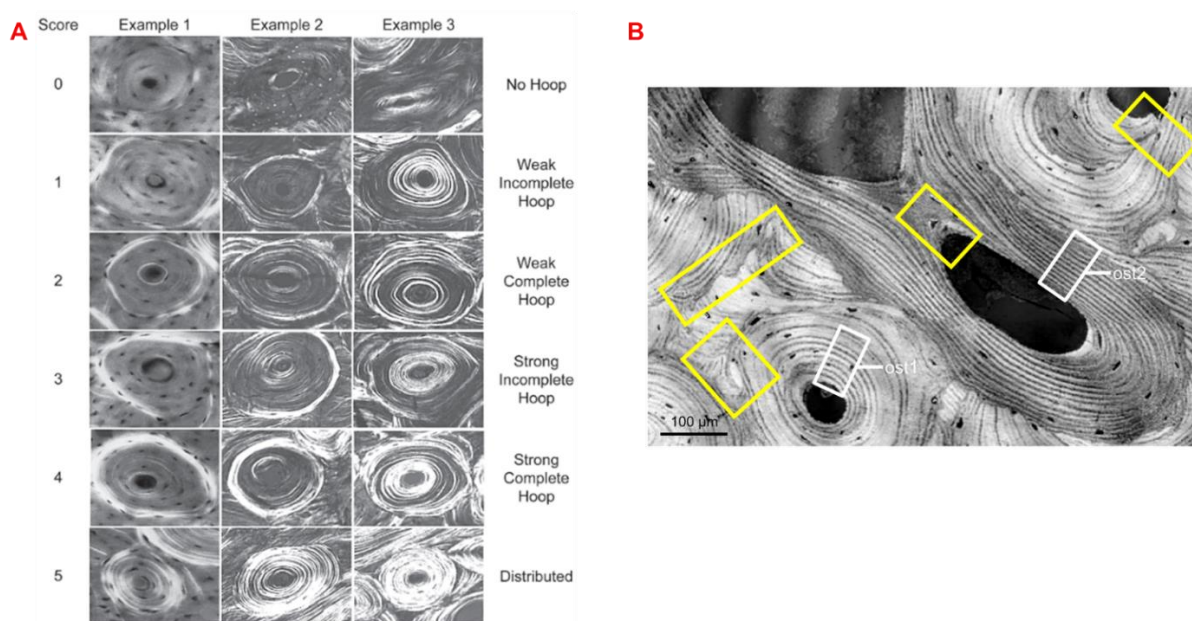 A
Score Example 1 Example 2 Example 3
0 No Hoop
1 Weak
Incomplete
Hoop
2 Weak
Complete
Hoop
3 Strong
Incomplete
Hoop
4 Strong
Complete
Hoop
5 Distributed
B
ost2
ost1
100 µm